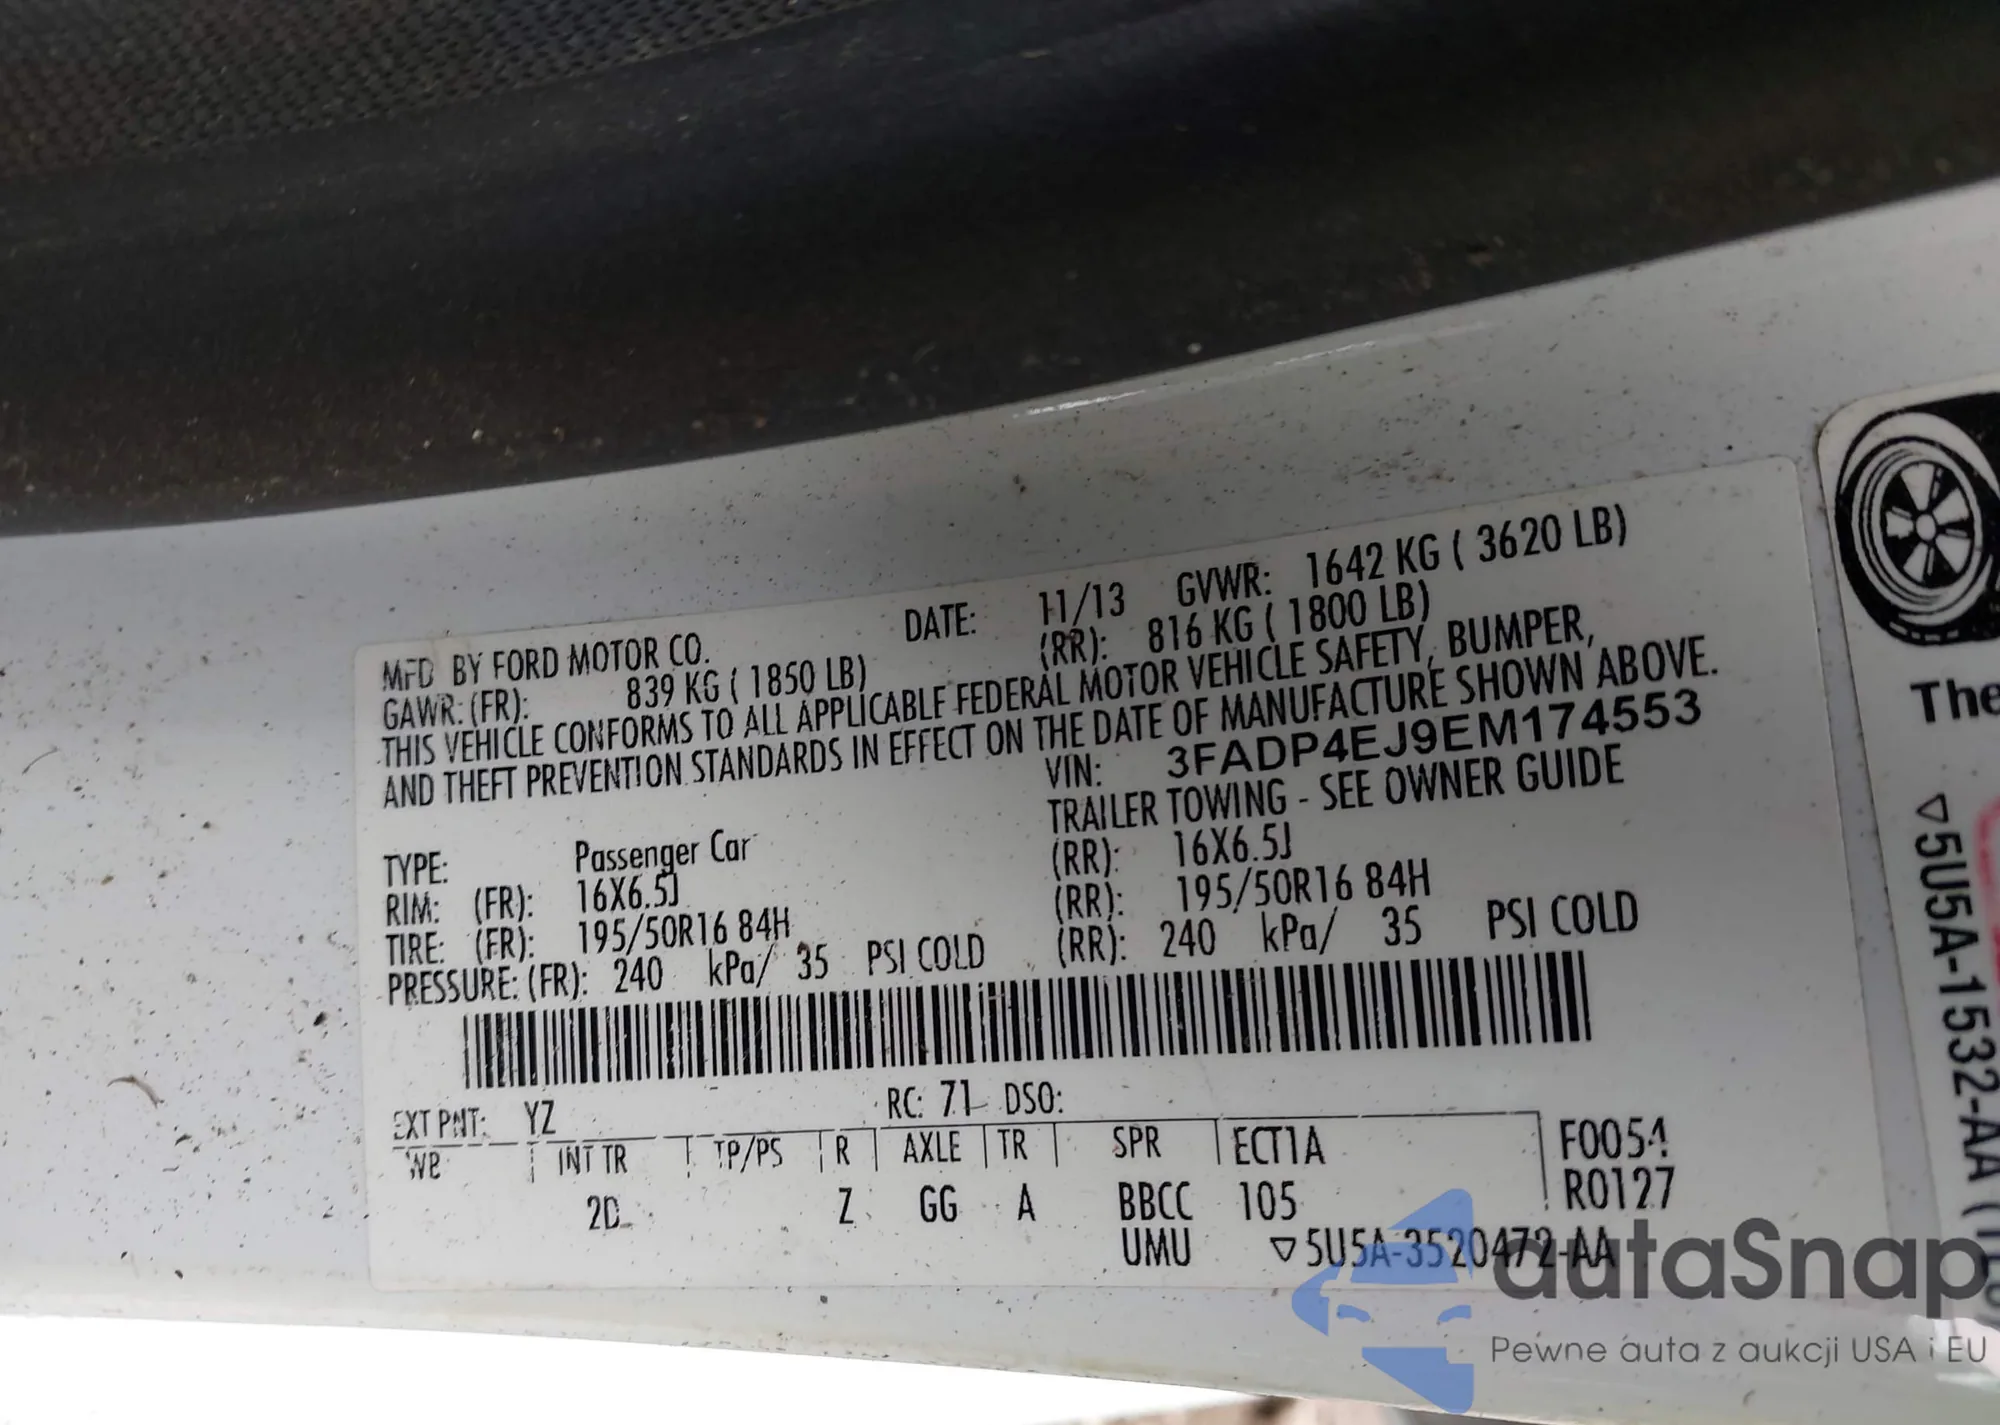 MFD BY FORD MOTOR CO. DATE: 11/13 GVWR: 1642 KG ( 3620 LB)
GAWR: (FR): 839 KG ( 1850 LB) (RR): 816 KG ( 1800 LB)
THIS VEHICLE CONFORMS TO ALL APPLICABLE FEDERAL MOTOR VEHICLE SAFETY, BUMPER,
AND THEFT PREVENTION STANDARDS IN EFFECT ON THE DATE OF MANUFACTURE SHOWN ABOVE.
VIN: 3FADP4EJ9EM174553
TYPE: Passenger Car TRAILER TOWING - SEE OWNER GUIDE
RIM: (FR): 16X6.5J (RR): 16X6.5J
TIRE: (FR): 195/50R16 84H (RR): 195/50R16 84H
PRESSURE: (FR): 240 kPa/ 35 PSI COLD (RR): 240 kPa/ 35 PSI COLD
EXT PNT: YZ RC: 71 DSO:
WB INT TR TP/PS R AXLE TR SPR ECT1A F0054
2D Z GG A BBCC 105 R0127
UMU ▽ 5U5A-3520472-AA
The
▽5U5A-1532-AA
autaSnap
Pewne auta z aukcji USA i EU